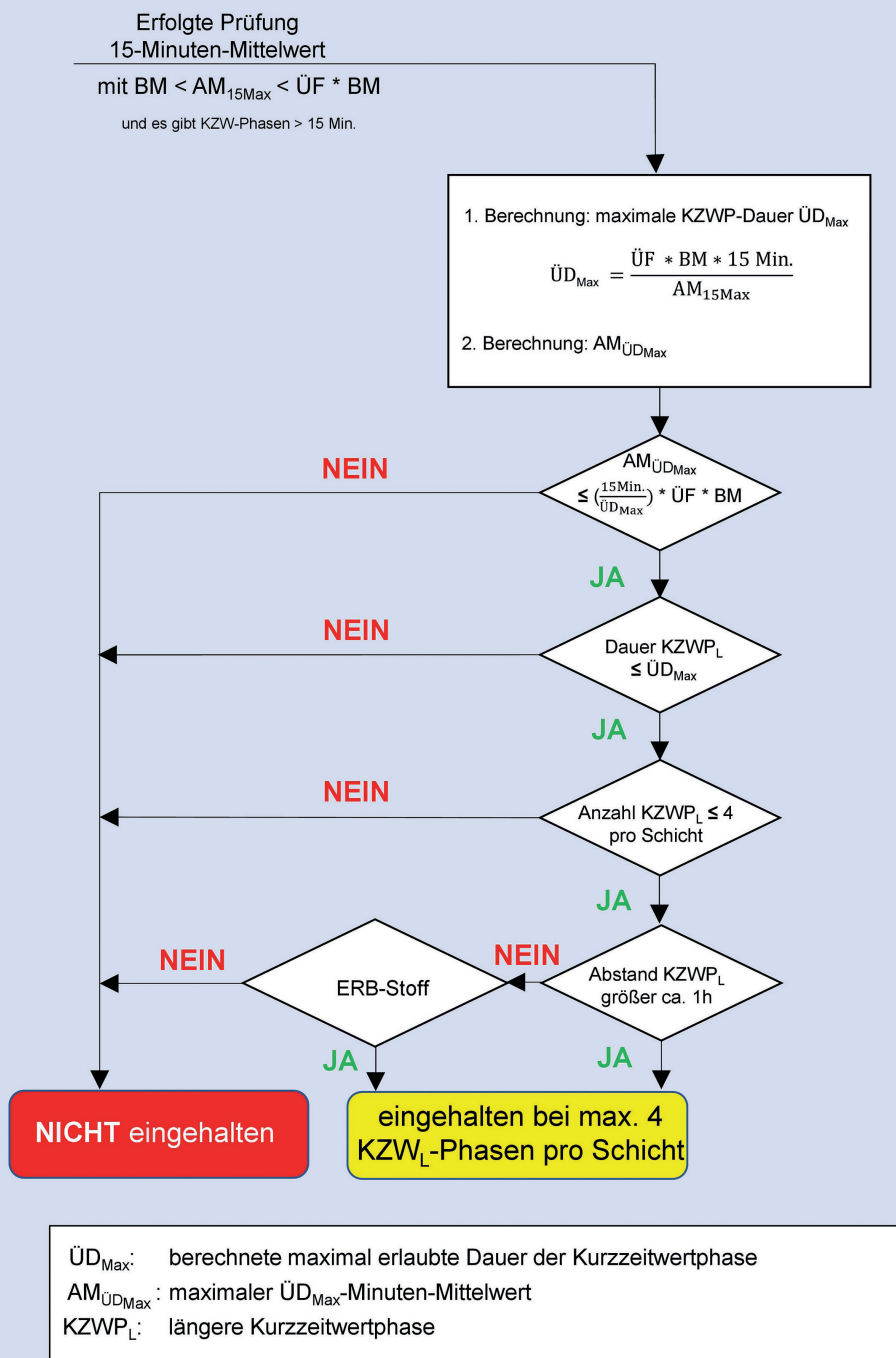 Erfolgte Prüfung
15-Minuten-Mittelwert
mit BM < AM15Max < ÜF * BM
und es gibt KZW-Phasen > 15 Min.
1. Berechnung: maximale KZWP-Dauer ÜDMax
ÜDMax = ÜF * BM * 15 Min. / AM15Max
2. Berechnung: AMÜDMax
NEIN
AMÜDMax
≤ (15Min./ÜDMax) * ÜF * BM
JA
NEIN
Dauer KZWPL
≤ ÜDMax
JA
NEIN
Anzahl KZWPL ≤ 4
pro Schicht
JA
NEIN
ERB-Stoff
NEIN
Abstand KZWPL
größer ca. 1h
JA
JA
NICHT eingehalten
eingehalten bei max. 4
KZWL-Phasen pro Schicht
ÜDMax: berechnete maximal erlaubte Dauer der Kurzzeitwertphase
AMÜDMax : maximaler ÜDMax-Minuten-Mittelwert
KZWPL: längere Kurzzeitwertphase